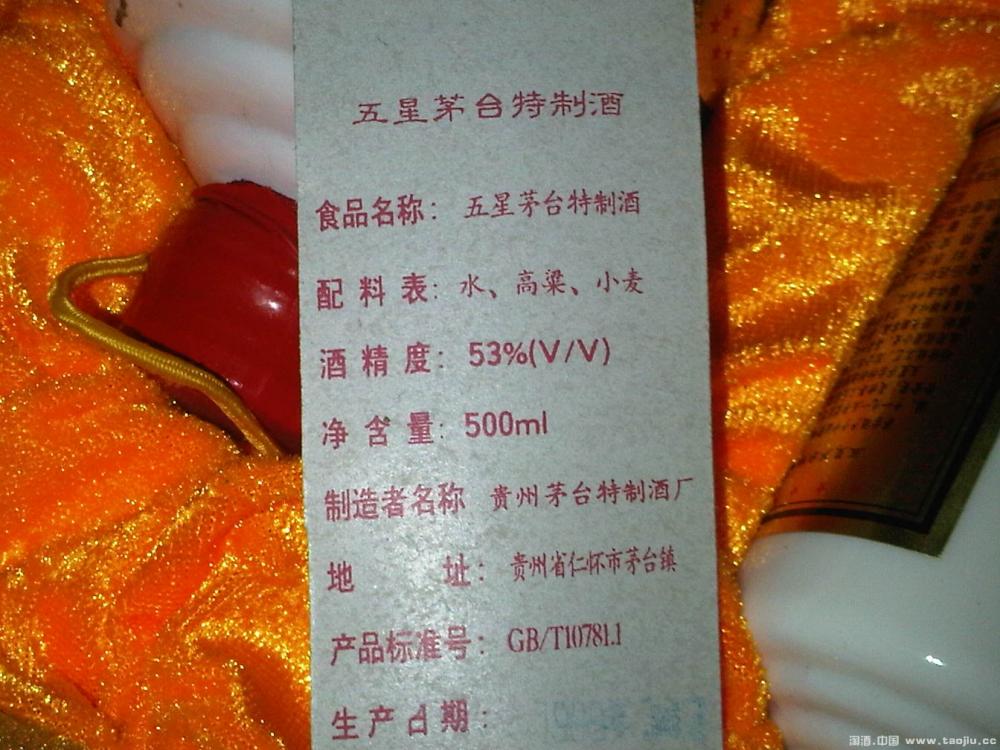 五星茅台特制酒
食品名称： 五星茅台特制酒
配料表： 水、高粱、小麦
酒精度： 53%(V/V)
净含量： 500ml
制造者名称 贵州茅台特制酒厂
地址： 贵州省仁怀市茅台镇
产品标准号： GB/T10781.1
生产日期：
淘酒.中国 www.taojiu.cc